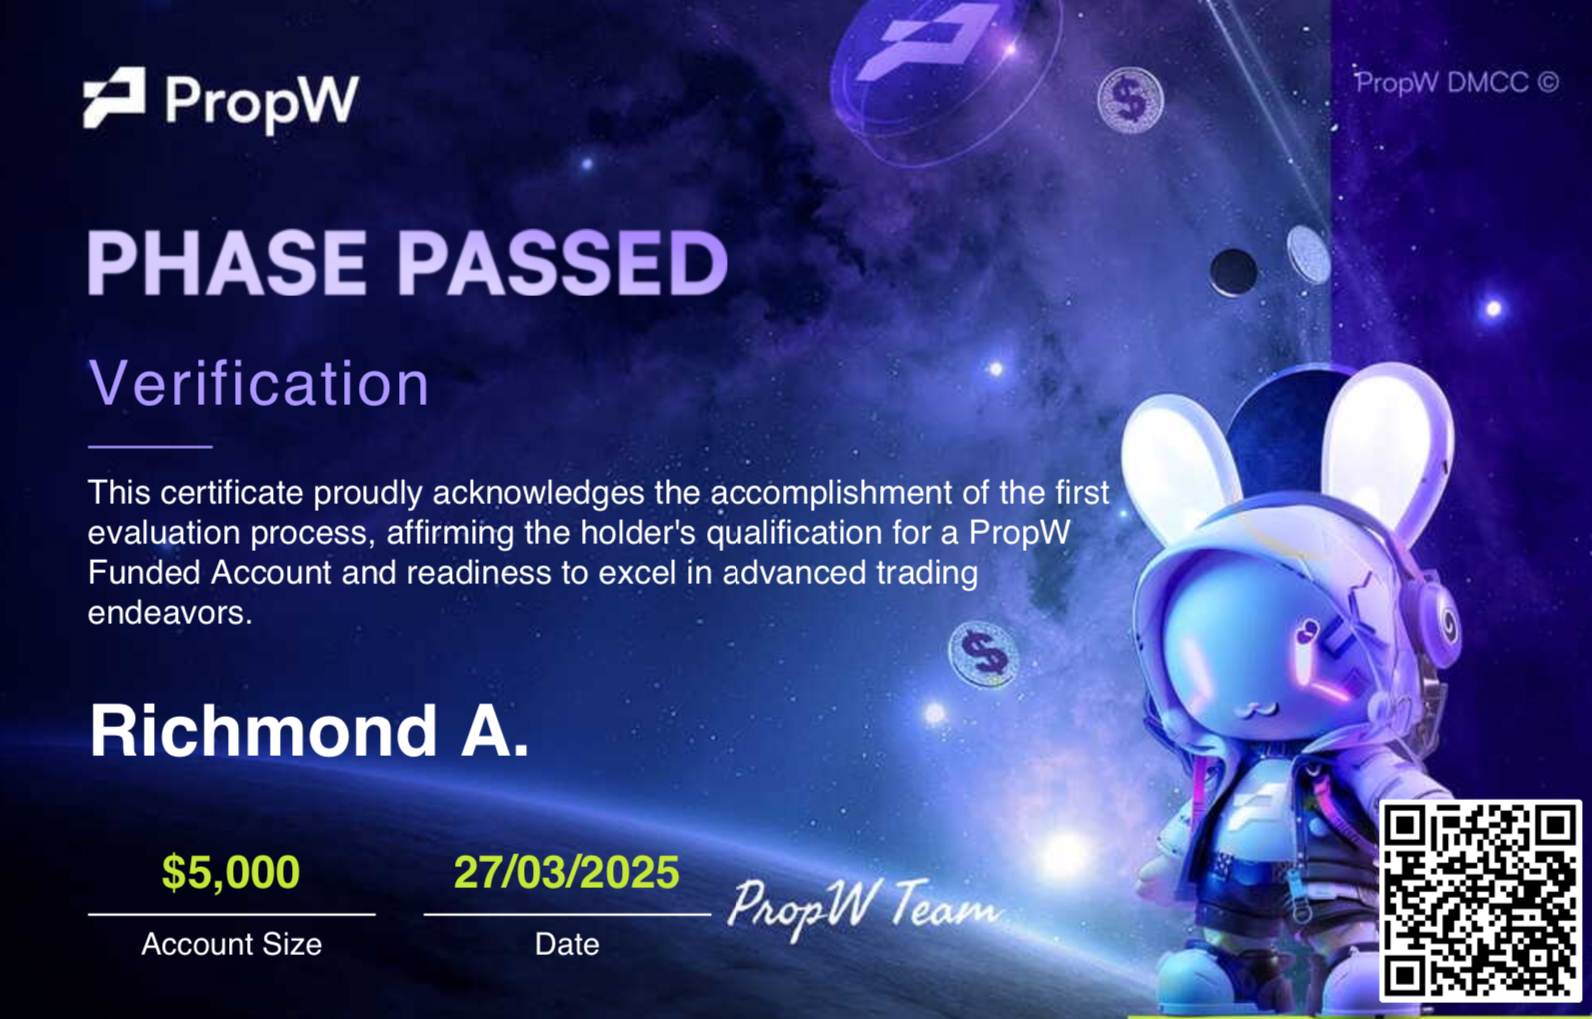 PropW
PropW DMCC ©
PHASE PASSED
Verification
This certificate proudly acknowledges the accomplishment of the first
evaluation process, affirming the holder's qualification for a PropW
Funded Account and readiness to excel in advanced trading
endeavors.
Richmond A.
$5,000
Account Size
27/03/2025
Date
PropW Team